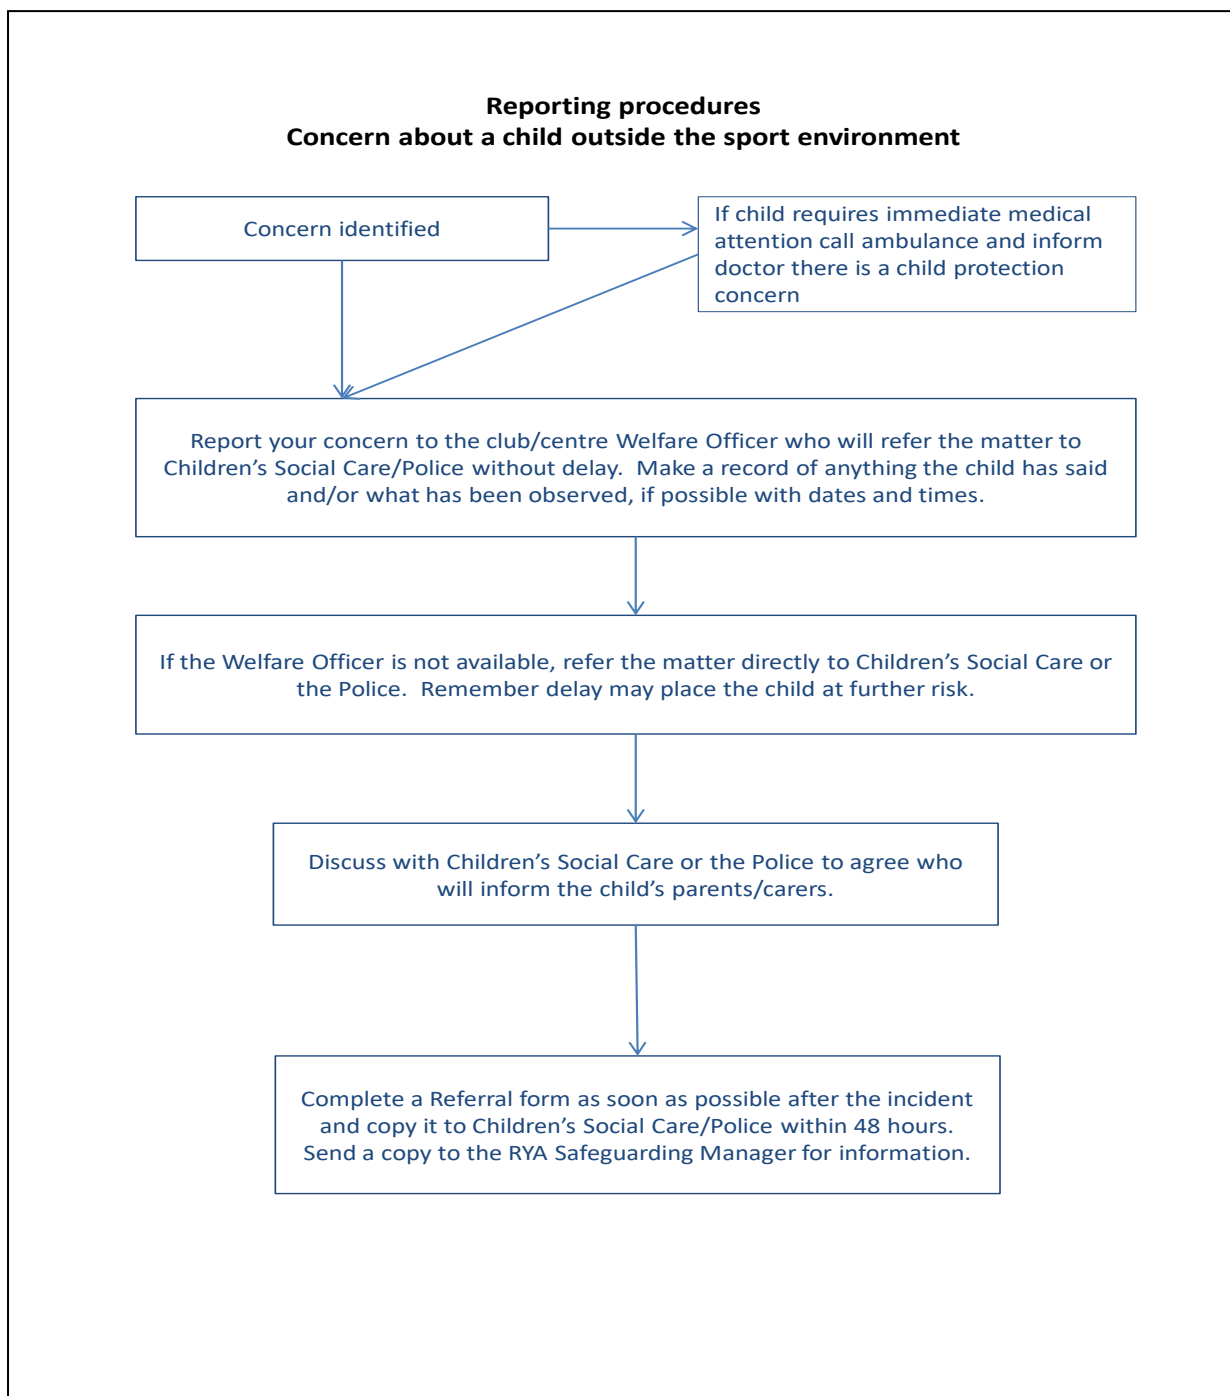 Reporting procedures
Concern about a child outside the sport environment
Concern identified
If child requires immediate medical
attention call ambulance and inform
doctor there is a child protection
concern
Report your concern to the club/centre Welfare Officer who will refer the matter to
Children’s Social Care/Police without delay.  Make a record of anything the child has said
and/or what has been observed, if possible with dates and times.
If the Welfare Officer is not available, refer the matter directly to Children’s Social Care or
the Police.  Remember delay may place the child at further risk.
Discuss with Children’s Social Care or the Police to agree who
will inform the child’s parents/carers.
Complete a Referral form as soon as possible after the incident
and copy it to Children’s Social Care/Police within 48 hours.
Send a copy to the RYA Safeguarding Manager for information.